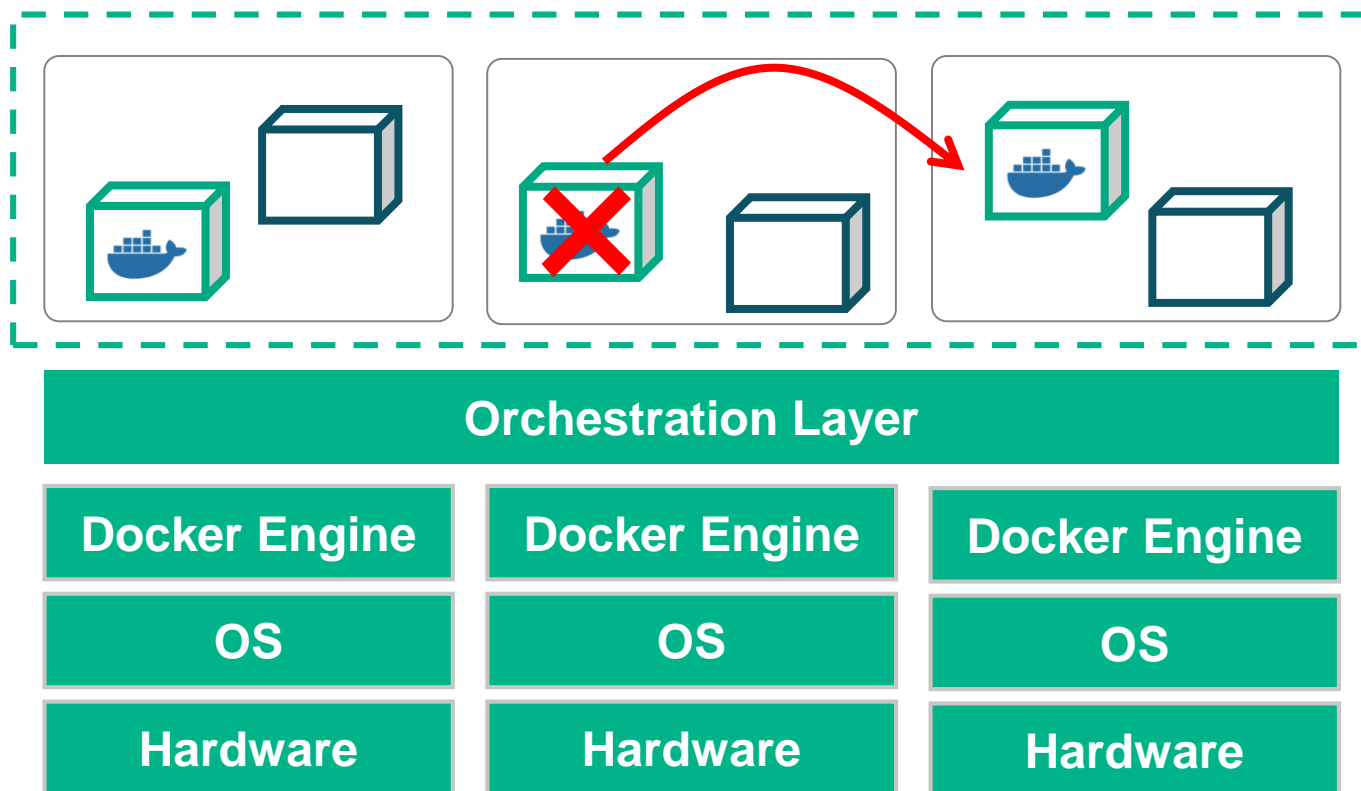 Orchestration Layer
Docker Engine
Docker Engine
Docker Engine
OS
OS
OS
Hardware
Hardware
Hardware